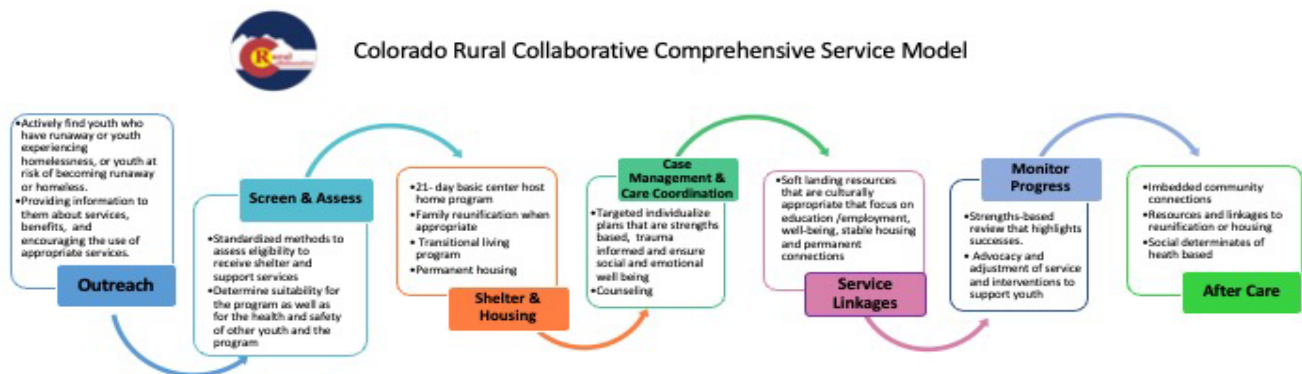 Rural
Colorado Rural Collaborative Comprehensive Service Model
•Actively find youth who
have runaway or youth
experiencing
homelessness, or youth at
risk of becoming runaway
or homeless.
•Providing information to
them about services,
benefits, and
encouraging the use of
appropriate services.
Outreach
Screen & Assess
•Standardized methods to
assess eligibility to
receive shelter and
support services
•Determine suitability for
the program as well as
for the health and safety
of other youth and the
program
•21- day basic center host
home program
•Family reunification when
appropriate
• Transitional living
program
•Permanent housing
Shelter &
Housing
Case
Management &
Care Coordination
•Targeted individualize
plans that are strengths
based, trauma
informed and ensure
social and emotional
well being
•Counseling
•Soft landing resources
that are culturally
appropriate that focus on
education /employment,
well-being, stable housing
and permanent
connections
Service
Linkages
Monitor
Progress
•Strengths-based
review that highlights
successes.
• Advocacy and
adjustment of service
and interventions to
support youth
•Imbedded community
connections
•Resources and linkages to
reunification or housing
•Social determinates of
heath based
After Care